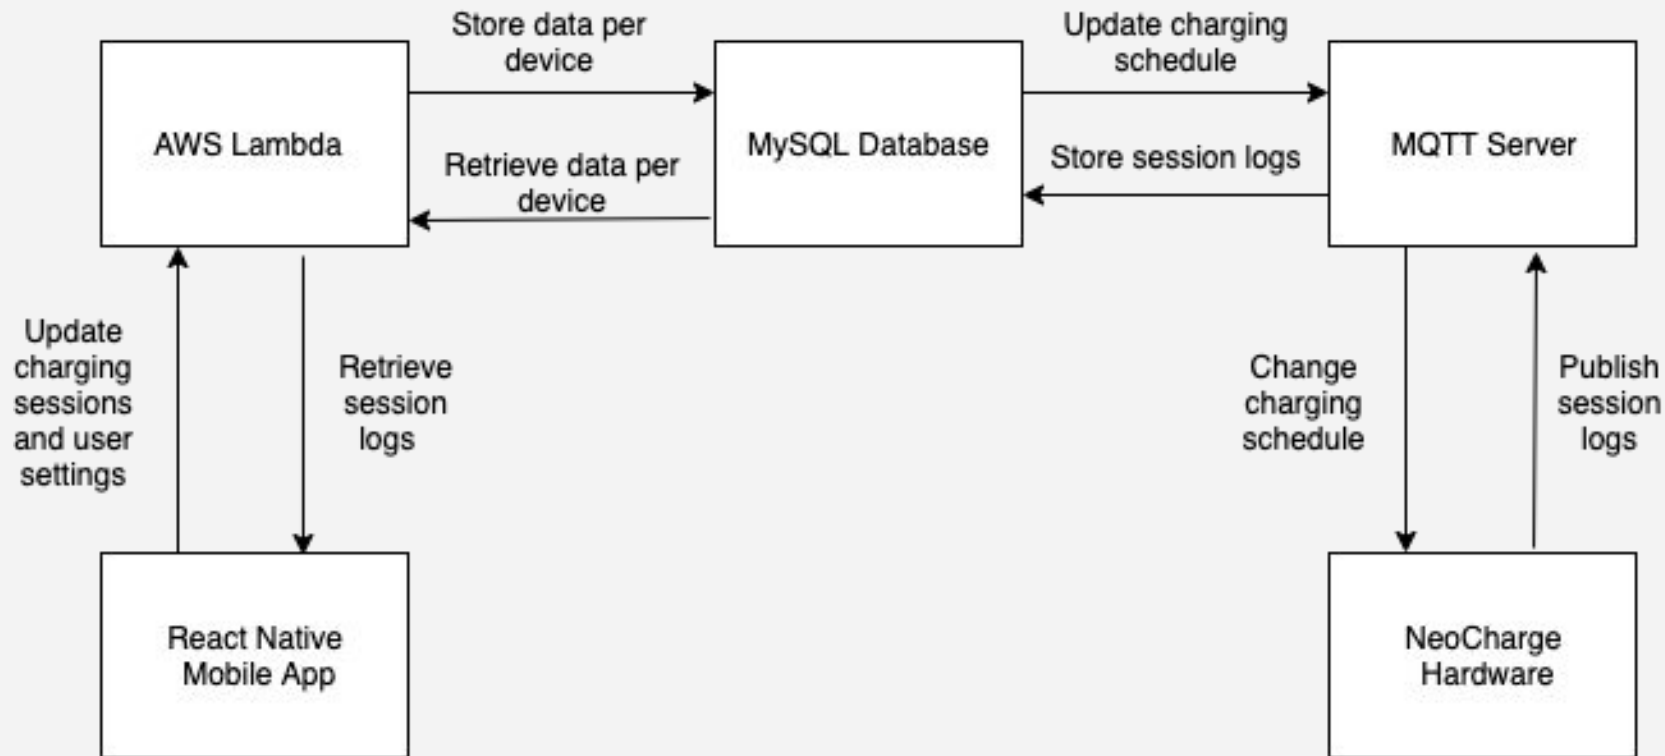 Store data per
device
Update charging
schedule
AWS Lambda
MySQL Database
MQTT Server
Retrieve data per
device
Store session logs
Update
charging
sessions
and user
settings
Retrieve
session
logs
Change
charging
schedule
Publish
session
logs
React Native
Mobile App
NeoCharge
Hardware